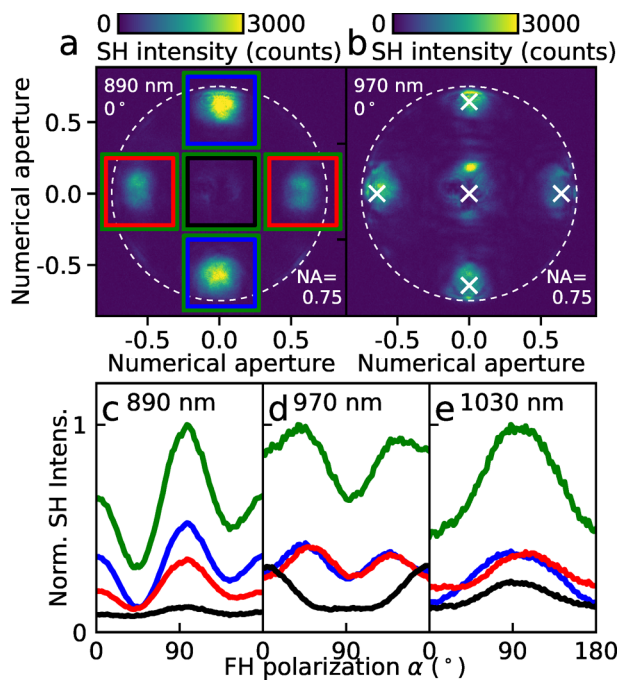 0 3000 0 3000
SH intensity (counts) SH intensity (counts)
a b
890 nm 970 nm
0° 0°
0.5
0.0
-0.5
Numerical aperture
NA= NA=
0.75 0.75
-0.5 0.0 0.5 -0.5 0.0 0.5
Numerical aperture Numerical aperture
c 890 nm d 970 nm e 1030 nm
1
Norm. SH Intens.
0
0 90 0 90 0 90 180
FH polarization α (°)